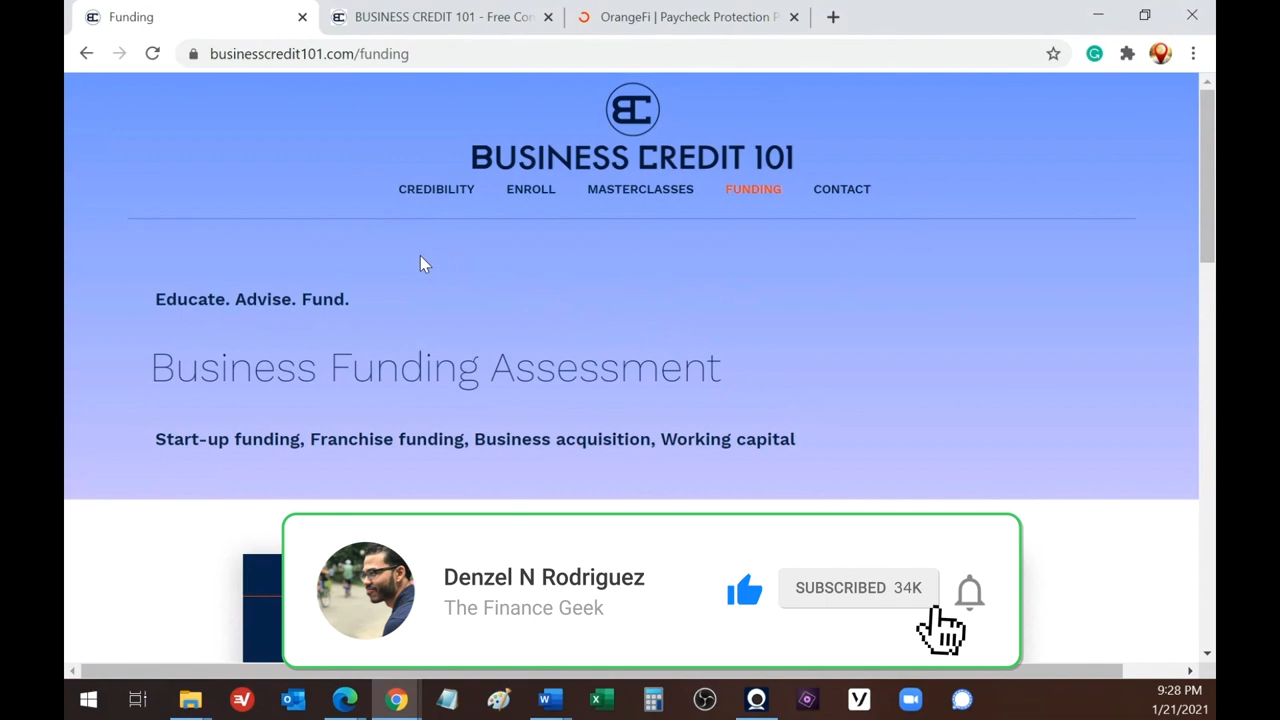 Funding
BUSINESS CREDIT 101 - Free Con
OrangeFi | Paycheck Protection P
businesscredit101.com/funding
BC
BUSINESS CREDIT 101
CREDIBILITY ENROLL MASTERCLASSES FUNDING CONTACT
Educate. Advise. Fund.
Business Funding Assessment
Start-up funding, Franchise funding, Business acquisition, Working capital
Denzel N Rodriguez
The Finance Geek
SUBSCRIBED 34K
9:28 PM
1/21/2021